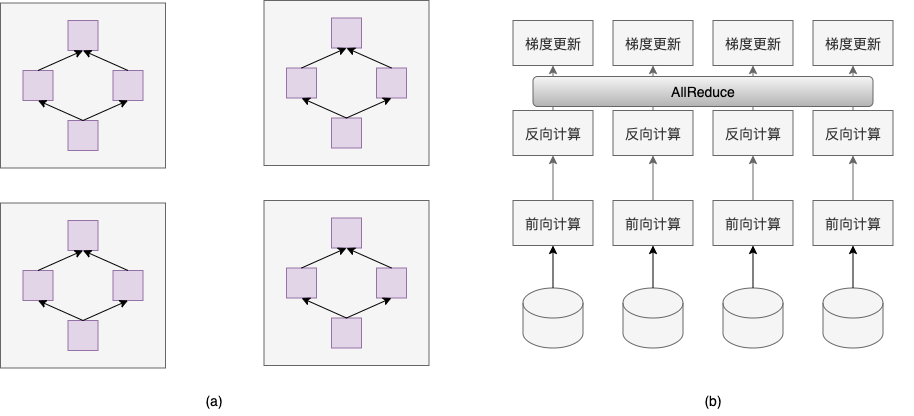 梯度更新 梯度更新 梯度更新 梯度更新
AllReduce
反向计算 反向计算 反向计算 反向计算
前向计算 前向计算 前向计算 前向计算
(a) (b)